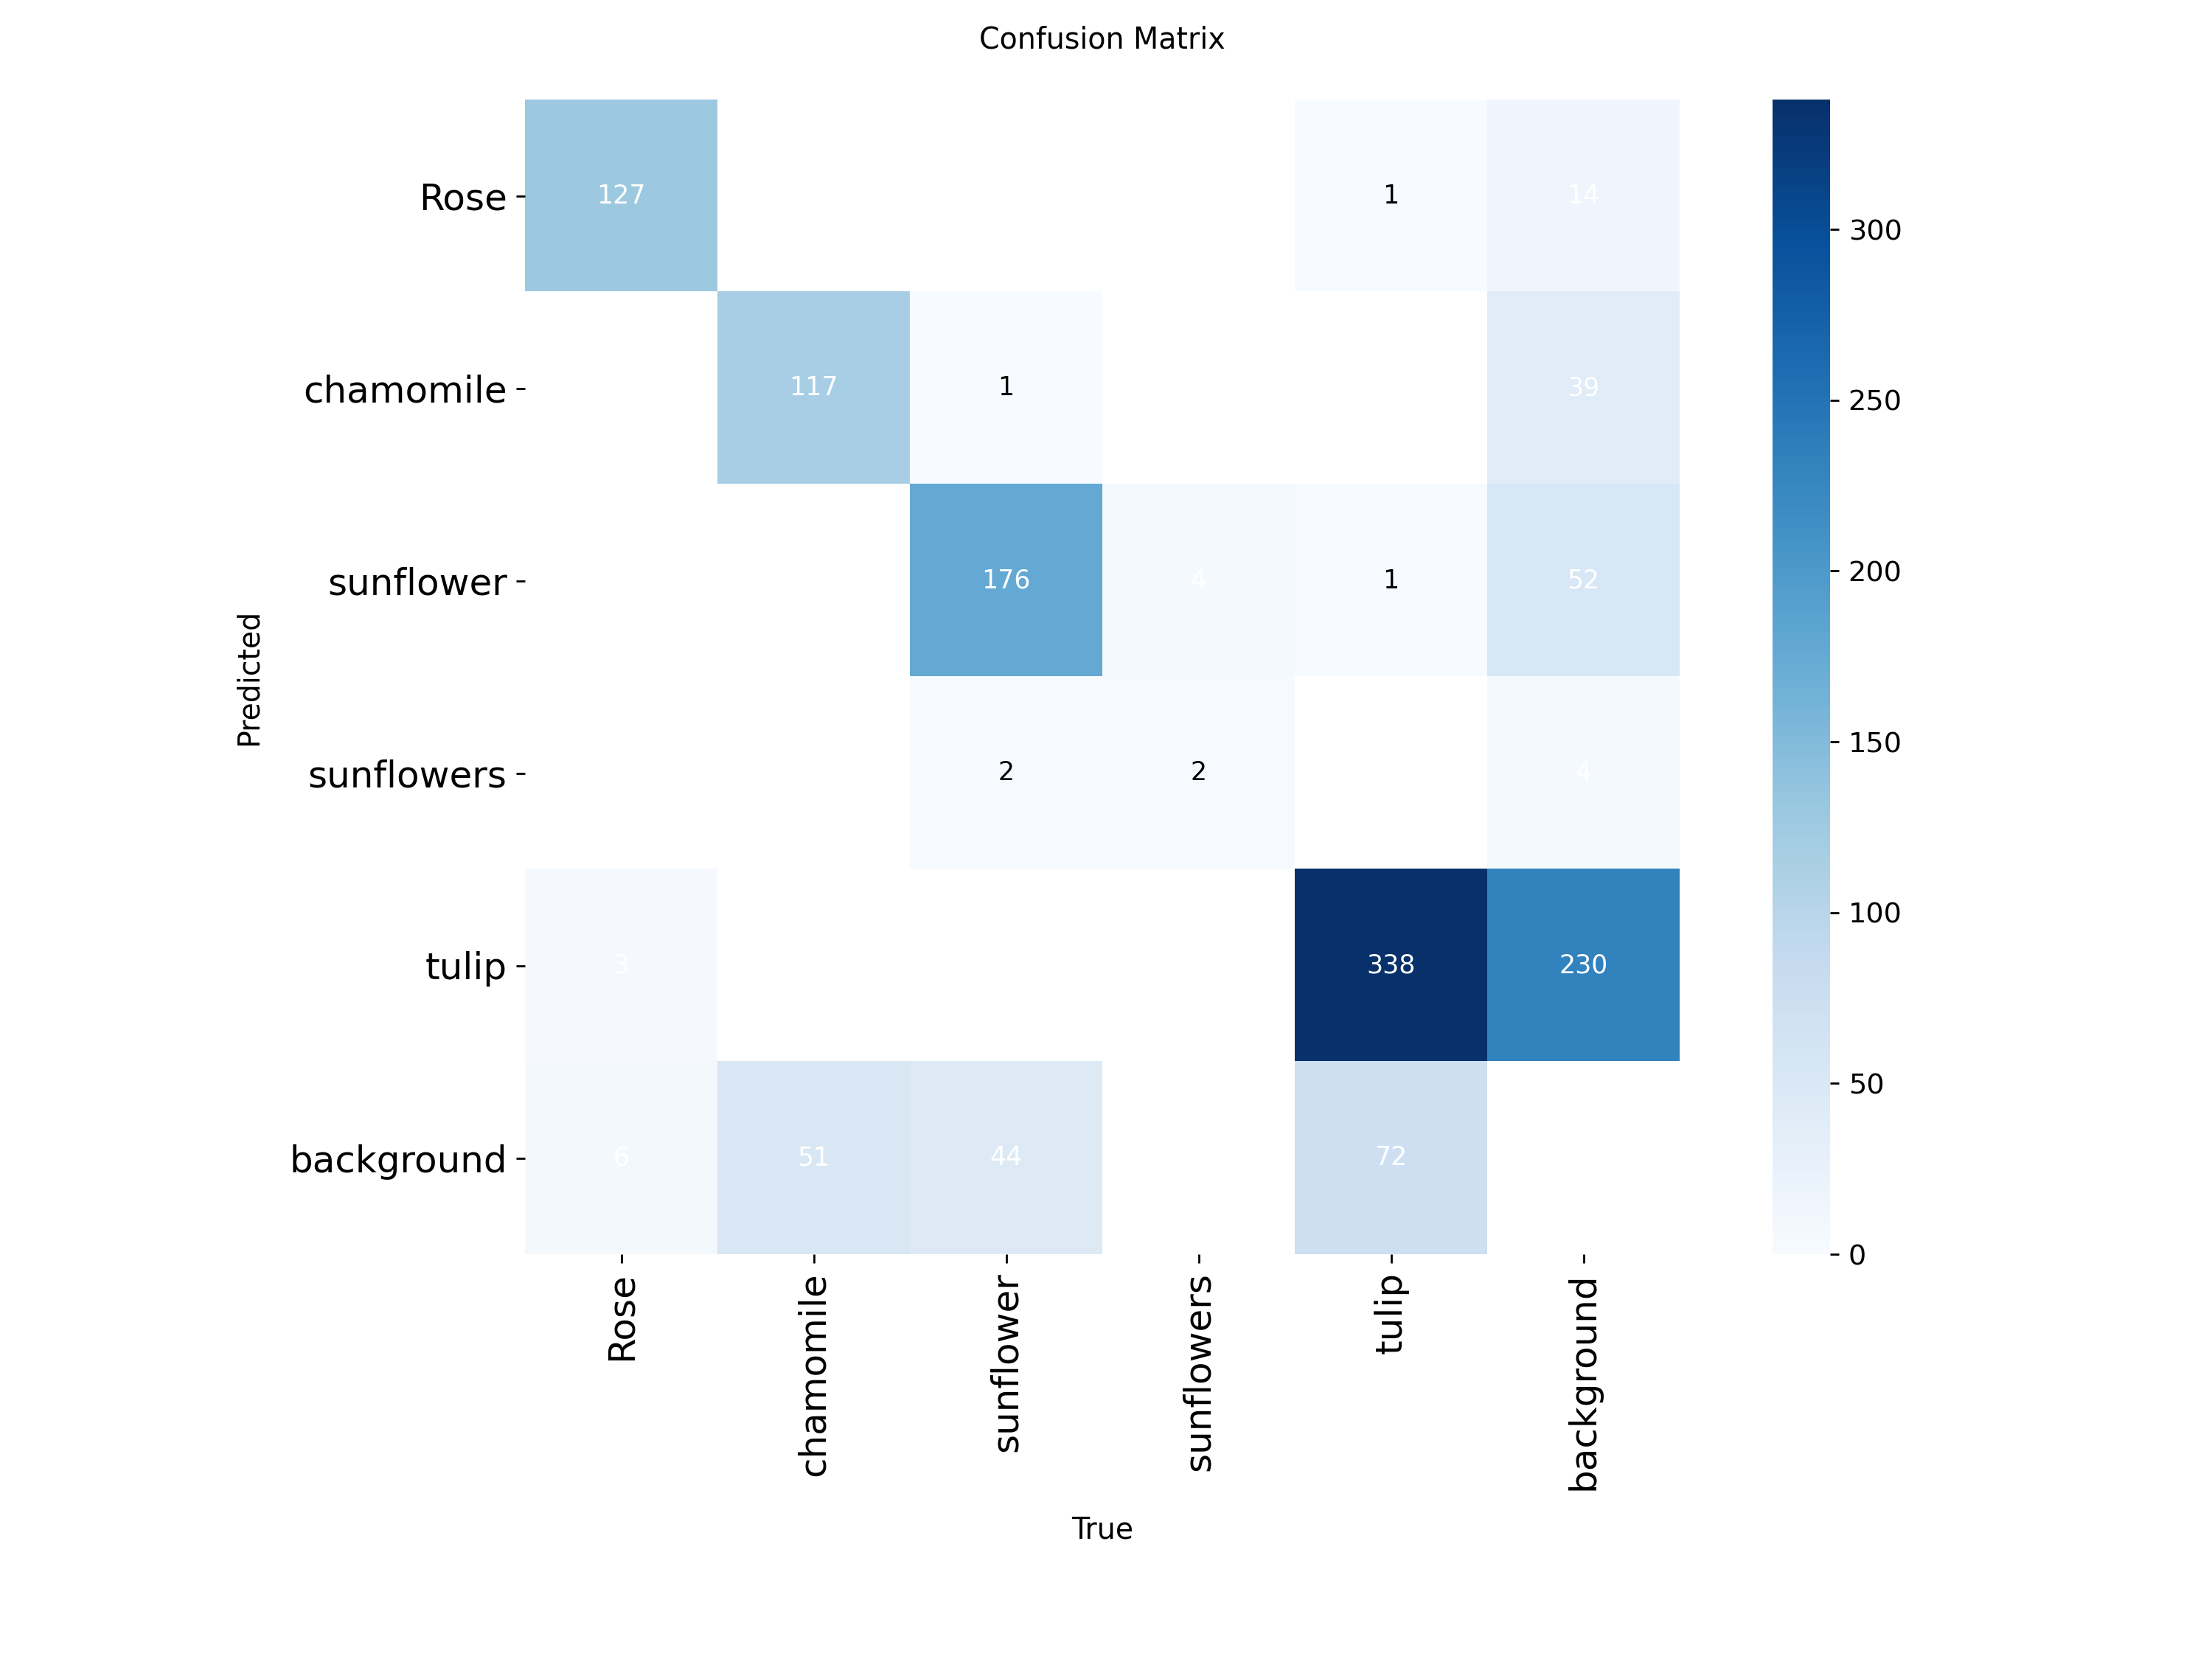 Confusion Matrix
Rose
127
1
14
chamomile
117
1
39
sunflower
176
4
1
52
sunflowers
2
2
4
tulip
3
338
230
background
6
51
44
72
Rose
chamomile
sunflower
sunflowers
tulip
background
Predicted
True
300
250
200
150
100
50
0